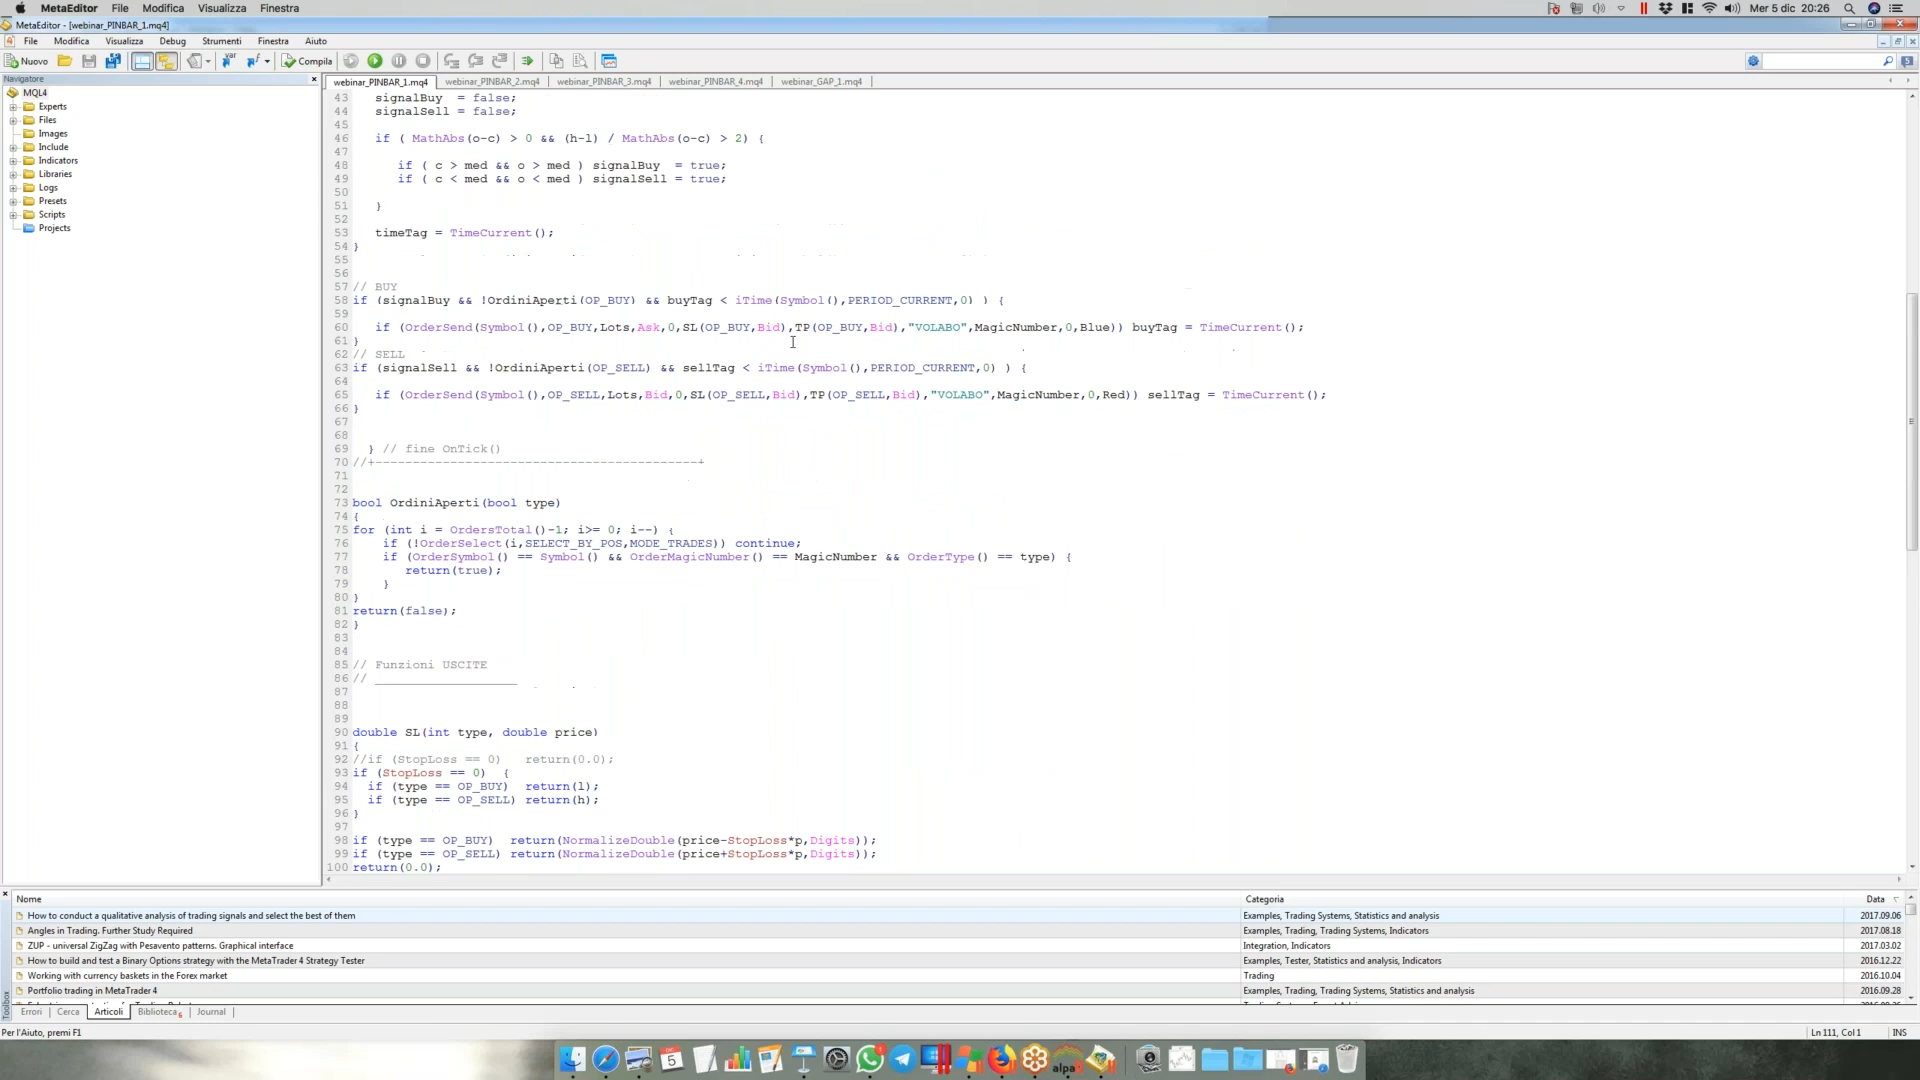 MetaEditor File Modifica Visualizza Finestra
Mer 5 dic 20:26
MetaEditor - [webinar_PINBAR_1.mq4]
File Modifica Visualizza Debug Strumenti Finestra Aiuto
Nuovo Compila
Navigatore
MQL4
Experts
Files
Images
Include
Indicators
Libraries
Logs
Presets
Scripts
Projects
webinar_PINBAR_1.mq4 webinar_PINBAR_2.mq4 webinar_PINBAR_3.mq4 webinar_PINBAR_4.mq4 webinar_GAP_1.mq4
43 signalBuy = false;
44 signalSell = false;
45
46 if ( MathAbs(o-c) > 0 && (h-l) / MathAbs(o-c) > 2) {
47
48 if ( c > med && o > med ) signalBuy = true;
49 if ( c < med && o < med ) signalSell = true;
50
51 }
52
53 timeTag = TimeCurrent();
54 }
55
56
57 // BUY
58 if (signalBuy && !OrdiniAperti(OP_BUY) && buyTag < iTime(Symbol(),PERIOD_CURRENT,0) ) {
59
60 if (OrderSend(Symbol(),OP_BUY,Lots,Ask,0,SL(OP_BUY,Bid),TP(OP_BUY,Bid),"VOLABO",MagicNumber,0,Blue)) buyTag = TimeCurrent();
61 }
62 // SELL
63 if (signalSell && !OrdiniAperti(OP_SELL) && sellTag < iTime(Symbol(),PERIOD_CURRENT,0) ) {
64
65 if (OrderSend(Symbol(),OP_SELL,Lots,Bid,0,SL(OP_SELL,Bid),TP(OP_SELL,Bid),"VOLABO",MagicNumber,0,Red)) sellTag = TimeCurrent();
66 }
67
68
69 } // fine OnTick()
70 //+-------------------------------------------+
71
72
73 bool OrdiniAperti(bool type)
74 {
75 for (int i = OrdersTotal()-1; i>= 0; i--) {
76 if (!OrderSelect(i,SELECT_BY_POS,MODE_TRADES)) continue;
77 if (OrderSymbol() == Symbol() && OrderMagicNumber() == MagicNumber && OrderType() == type) {
78 return(true);
79 }
80 }
81 return(false);
82 }
83
84
85 // Funzioni USCITE
86 // ___________________
87
88
89
90 double SL(int type, double price)
91 {
92 //if (StopLoss == 0) return(0.0);
93 if (StopLoss == 0) {
94 if (type == OP_BUY) return(l);
95 if (type == OP_SELL) return(h);
96 }
97
98 if (type == OP_BUY) return(NormalizeDouble(price-StopLoss*p,Digits));
99 if (type == OP_SELL) return(NormalizeDouble(price+StopLoss*p,Digits));
100 return(0.0);
Nome Categoria Data
How to conduct a qualitative analysis of trading signals and select the best of them Examples, Trading Systems, Statistics and analysis 2017.09.06
Angles in Trading. Further Study Required Examples, Trading, Trading Systems, Indicators 2017.08.18
ZUP - universal ZigZag with Pesavento patterns. Graphical interface Integration, Indicators 2017.03.02
How to build and test a Binary Options strategy with the MetaTrader 4 Strategy Tester Examples, Tester, Statistics and analysis, Indicators 2016.12.22
Working with currency baskets in the Forex market Trading 2016.10.04
Portfolio trading in MetaTrader 4 Examples, Trading, Trading Systems, Statistics and analysis 2016.09.28
Toolbox
Errori Cerca Articoli Biblioteca6 Journal
Per l'Aiuto, premi F1 Ln 111, Col 1 INS
5 alpa